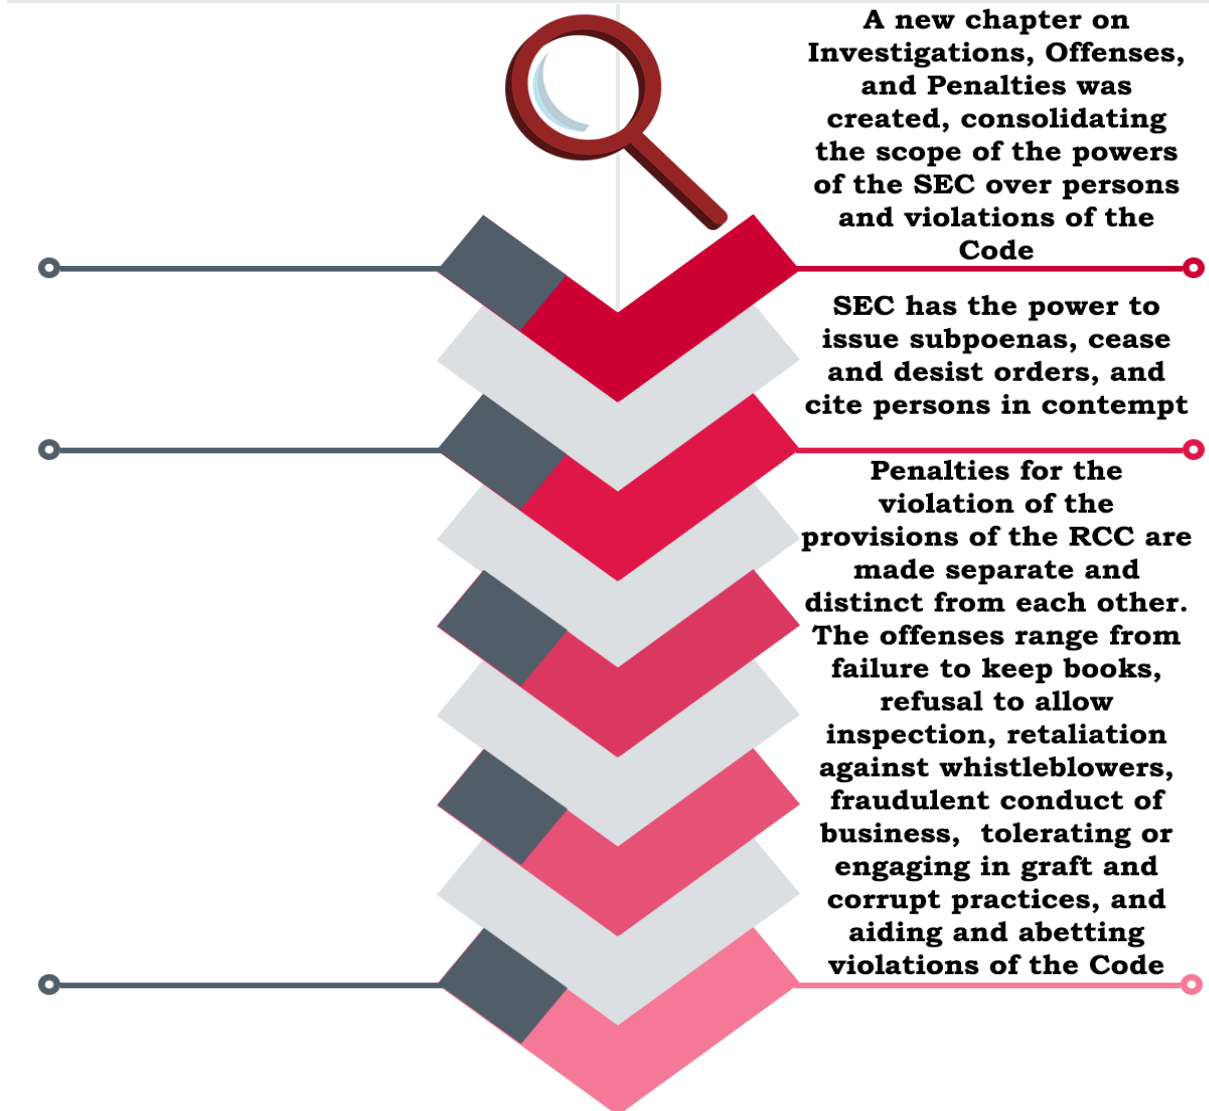 A new chapter on
Investigations, Offenses,
and Penalties was
created, consolidating
the scope of the powers
of the SEC over persons
and violations of the
Code
SEC has the power to
issue subpoenas, cease
and desist orders, and
cite persons in contempt
Penalties for the
violation of the
provisions of the RCC are
made separate and
distinct from each other.
The offenses range from
failure to keep books,
refusal to allow
inspection, retaliation
against whistleblowers,
fraudulent conduct of
business,  tolerating or
engaging in graft and
corrupt practices, and
aiding and abetting
violations of the Code